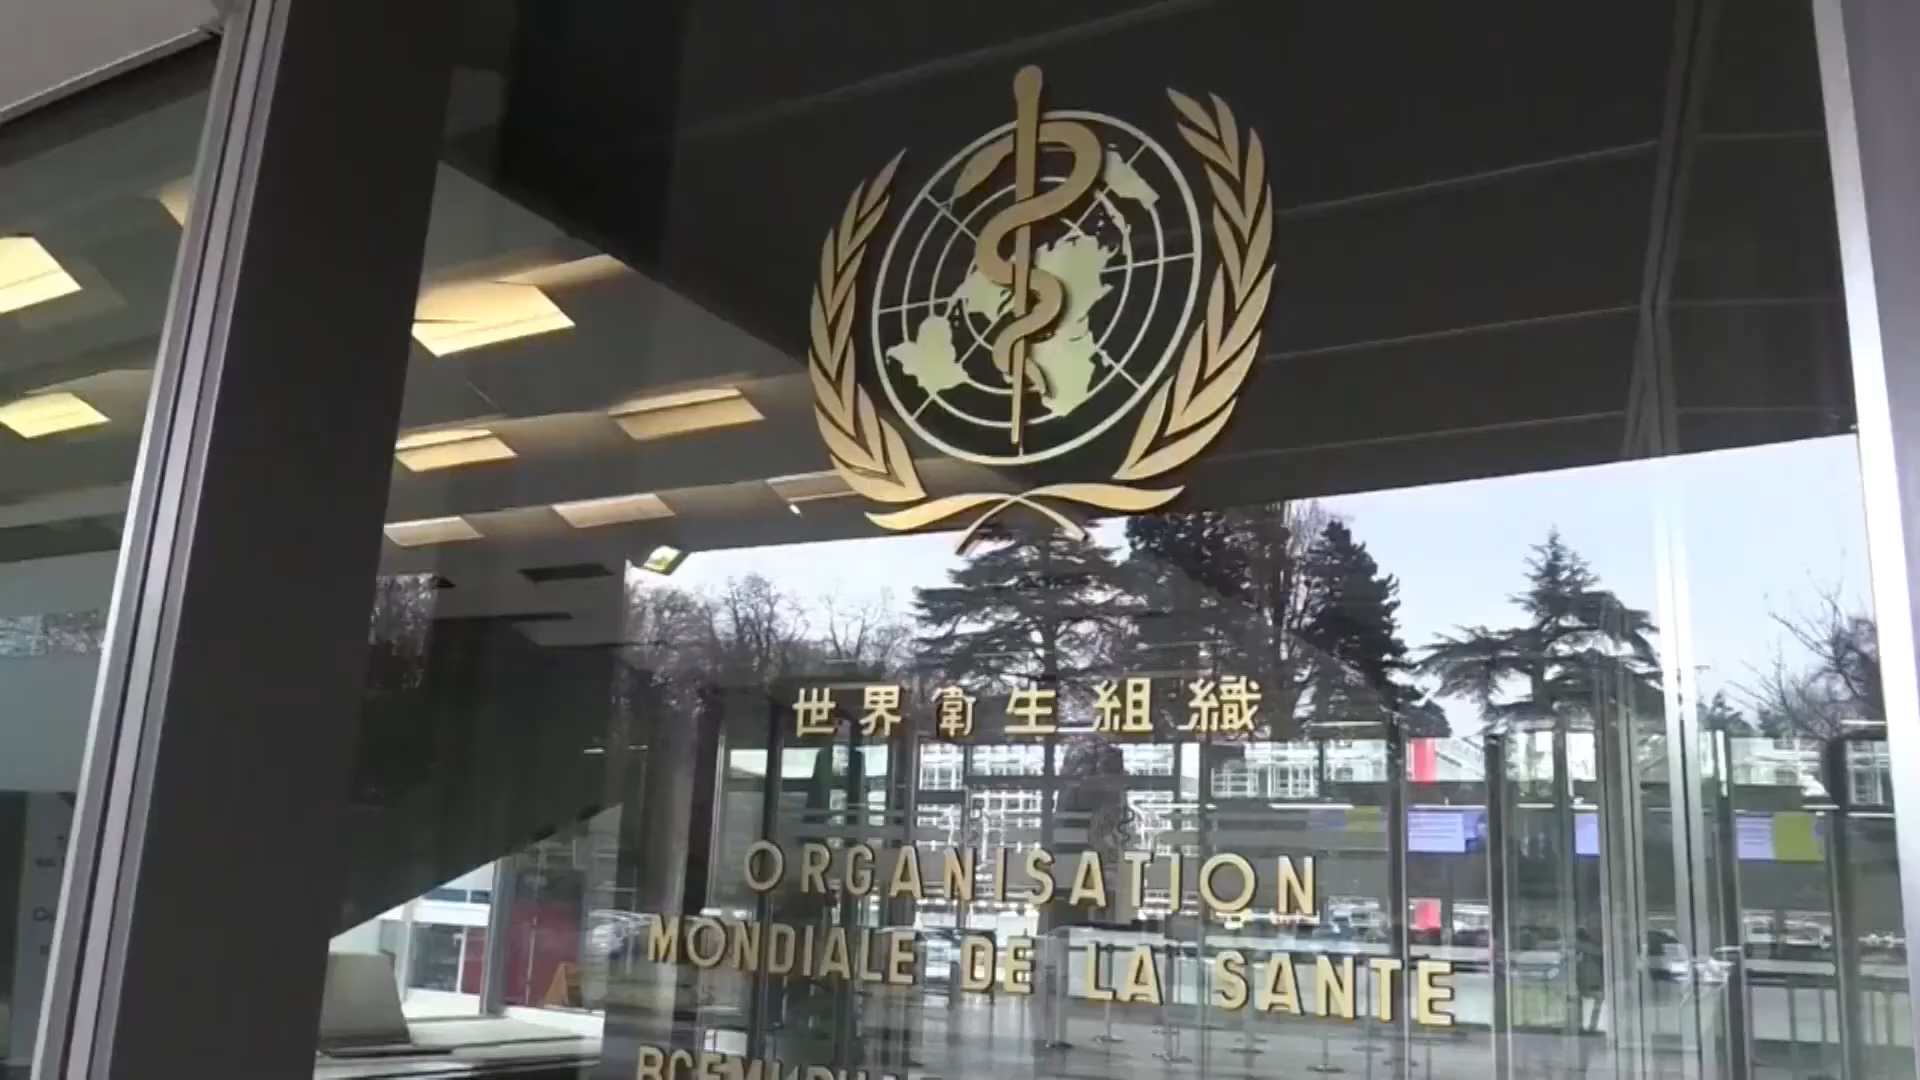 世界衛生組織
ORGANISATION
MONDIALE DE LA SANTE